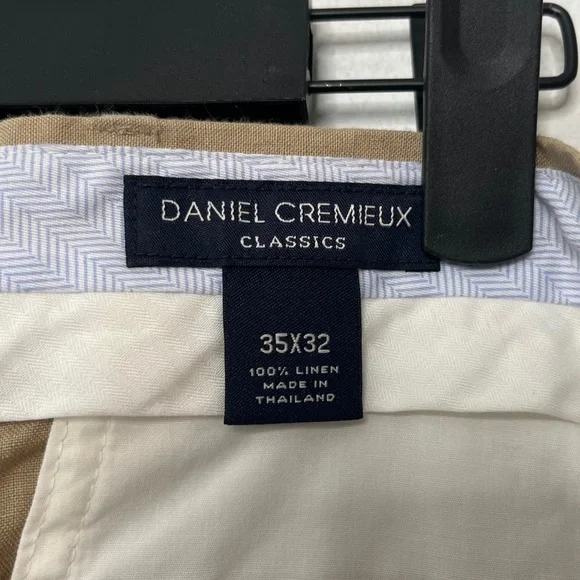 DANIEL CREMIEUX
CLASSICS
35X32
100% LINEN
MADE IN
THAILAND